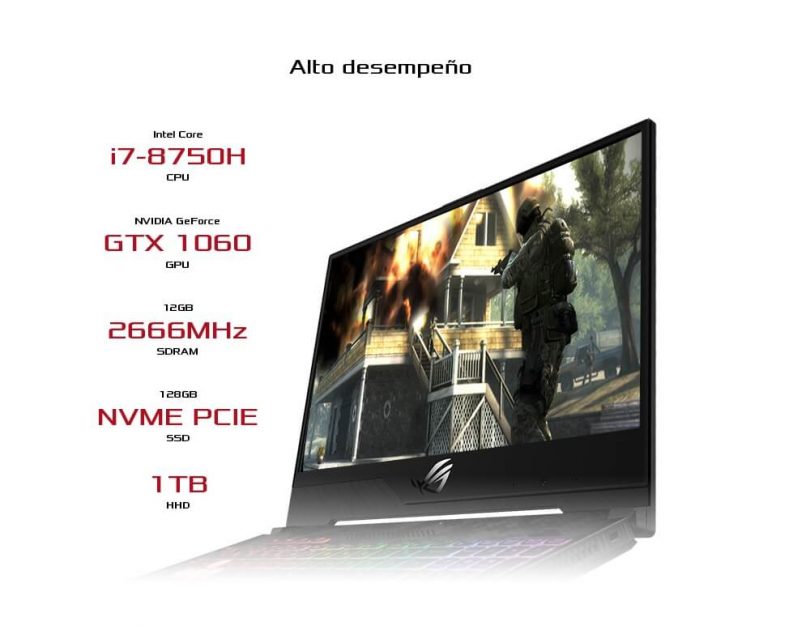 Alto desempeño
Intel Core
i7-8750H
CPU
NVIDIA GeForce
GTX 1060
GPU
12GB
2666MHz
SDRAM
128GB
NVME PCIE
SSD
1TB
HHD